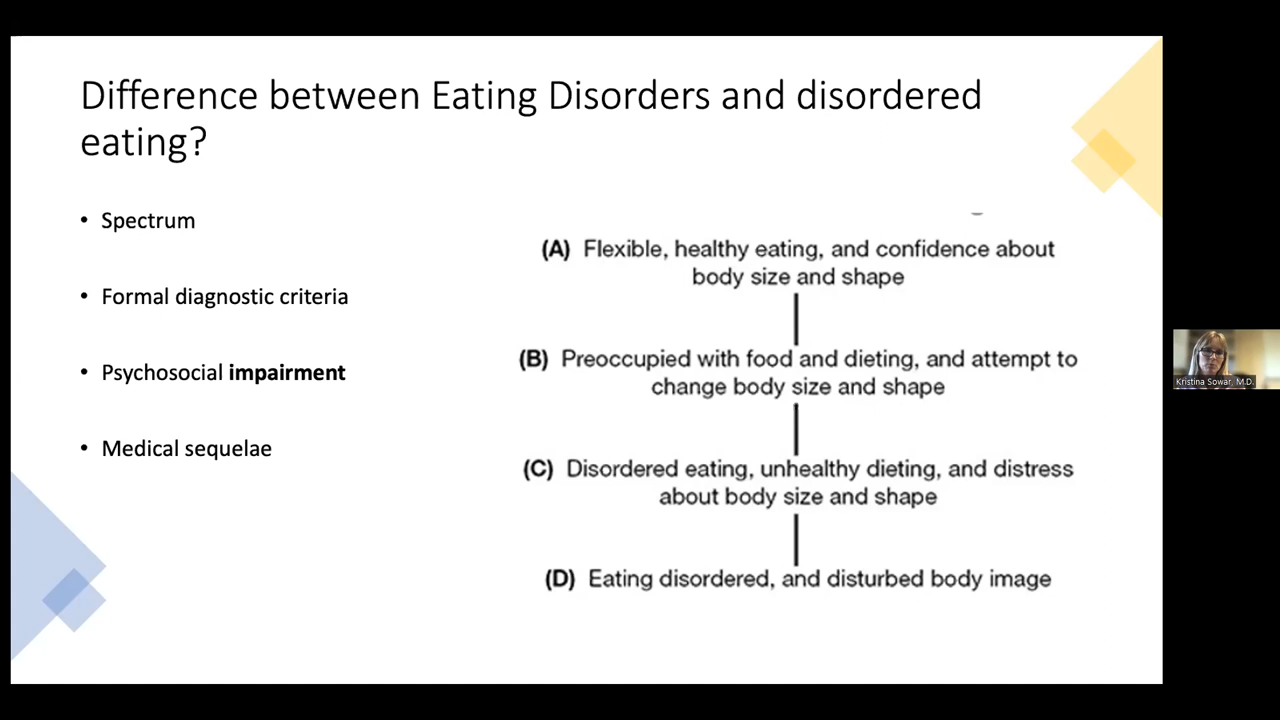 Difference between Eating Disorders and disordered
eating?
• Spectrum
• Formal diagnostic criteria
• Psychosocial impairment
• Medical sequelae
(A) Flexible, healthy eating, and confidence about
body size and shape
(B) Preoccupied with food and dieting, and attempt to
change body size and shape
(C) Disordered eating, unhealthy dieting, and distress
about body size and shape
(D) Eating disordered, and disturbed body image
Kristina Sowar, M.D.